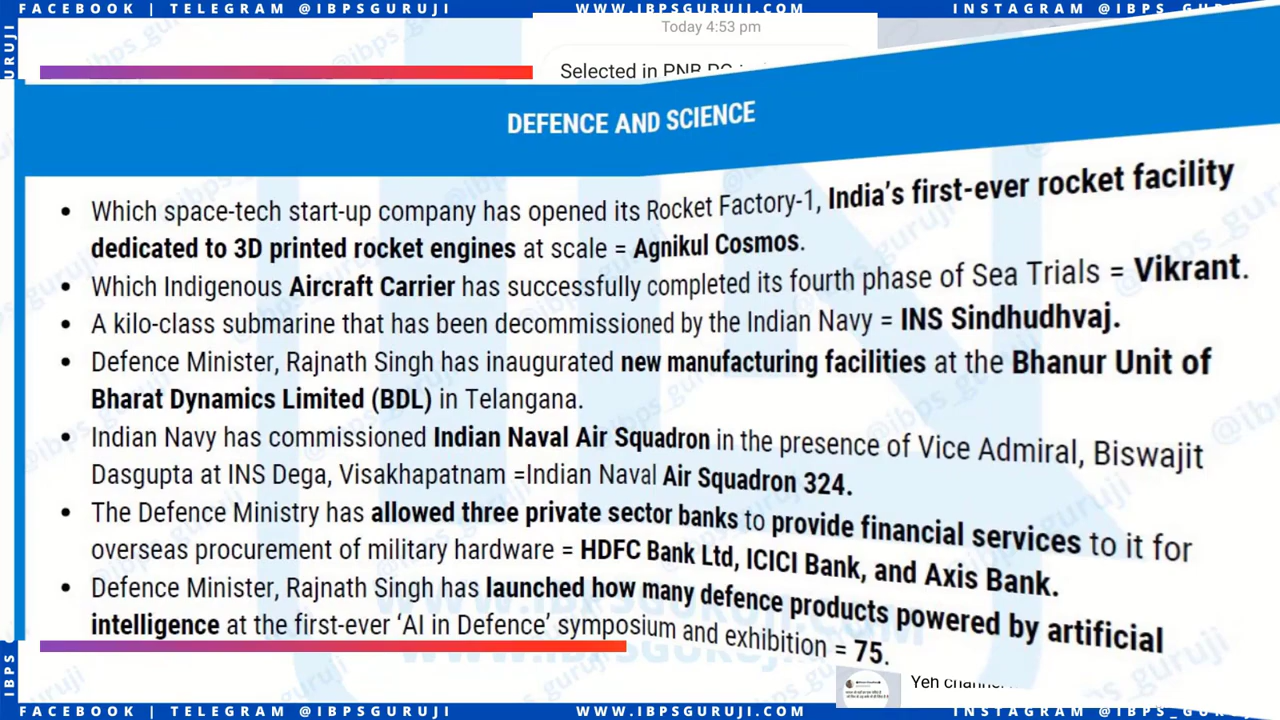 FACEBOOK | TELEGRAM @IBPSGURUJI WWW.IBPSGURUJI.COM INSTAGRAM @IBPS_GURUJI
Today 4:53 pm
Selected in PNB PO
DEFENCE AND SCIENCE
• Which space-tech start-up company has opened its Rocket Factory-1, India's first-ever rocket facility
dedicated to 3D printed rocket engines at scale = Agnikul Cosmos.
• Which Indigenous Aircraft Carrier has successfully completed its fourth phase of Sea Trials = Vikrant.
• A kilo-class submarine that has been decommissioned by the Indian Navy = INS Sindhudhvaj.
• Defence Minister, Rajnath Singh has inaugurated new manufacturing facilities at the Bhanur Unit of
Bharat Dynamics Limited (BDL) in Telangana.
• Indian Navy has commissioned Indian Naval Air Squadron in the presence of Vice Admiral, Biswajit
Dasgupta at INS Dega, Visakhapatnam =Indian Naval Air Squadron 324.
• The Defence Ministry has allowed three private sector banks to provide financial services to it for
overseas procurement of military hardware = HDFC Bank Ltd, ICICI Bank, and Axis Bank.
• Defence Minister, Rajnath Singh has launched how many defence products powered by artificial
intelligence at the first-ever 'AI in Defence' symposium and exhibition = 75.
WWW.IBPSGURUJI.COM
Yeh channel
FACEBOOK | TELEGRAM @IBPSGURUJI WWW.IBPSGURUJI.COM INSTAGRAM @IBPS_GURUJI